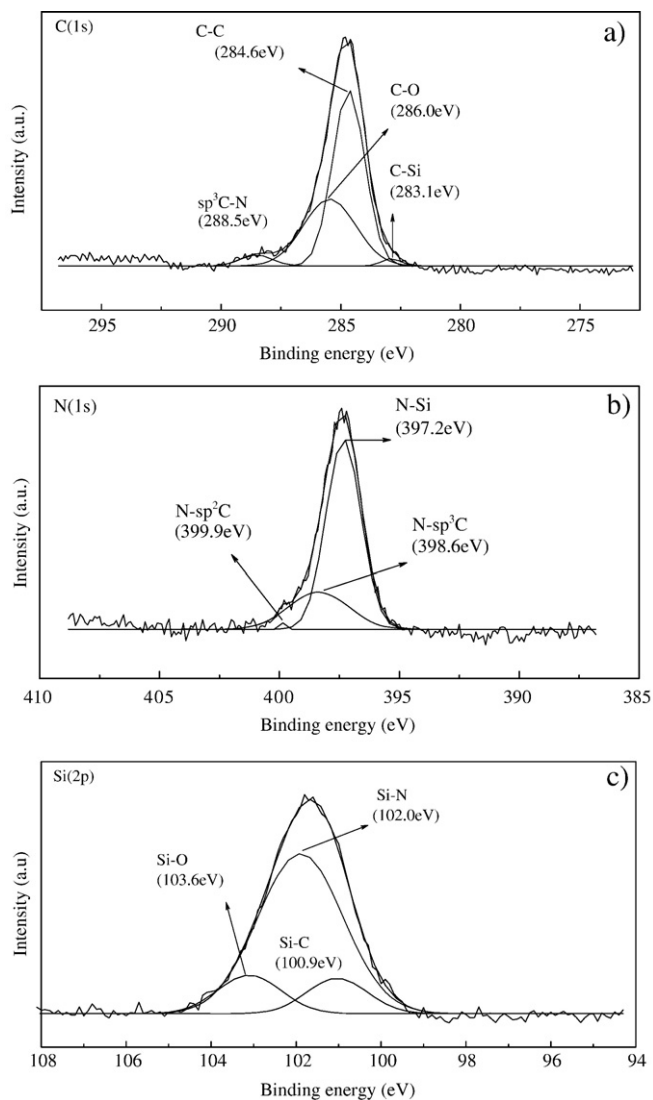 C(1s)
a)
C-C
(284.6eV)
C-O
(286.0eV)
C-Si
(283.1eV)
sp³C-N
(288.5eV)
Intensity (a.u.)
295 290 285 280 275
Binding energy (eV)
N(1s)
b)
N-Si
(397.2eV)
N-sp²C
(399.9eV)
N-sp³C
(398.6eV)
Intensity (a.u.)
410 405 400 395 390 385
Binding energy (eV)
Si(2p)
c)
Si-N
(102.0eV)
Si-O
(103.6eV)
Si-C
(100.9eV)
Intensity (a.u)
108 106 104 102 100 98 96 94
Binding energy (eV)